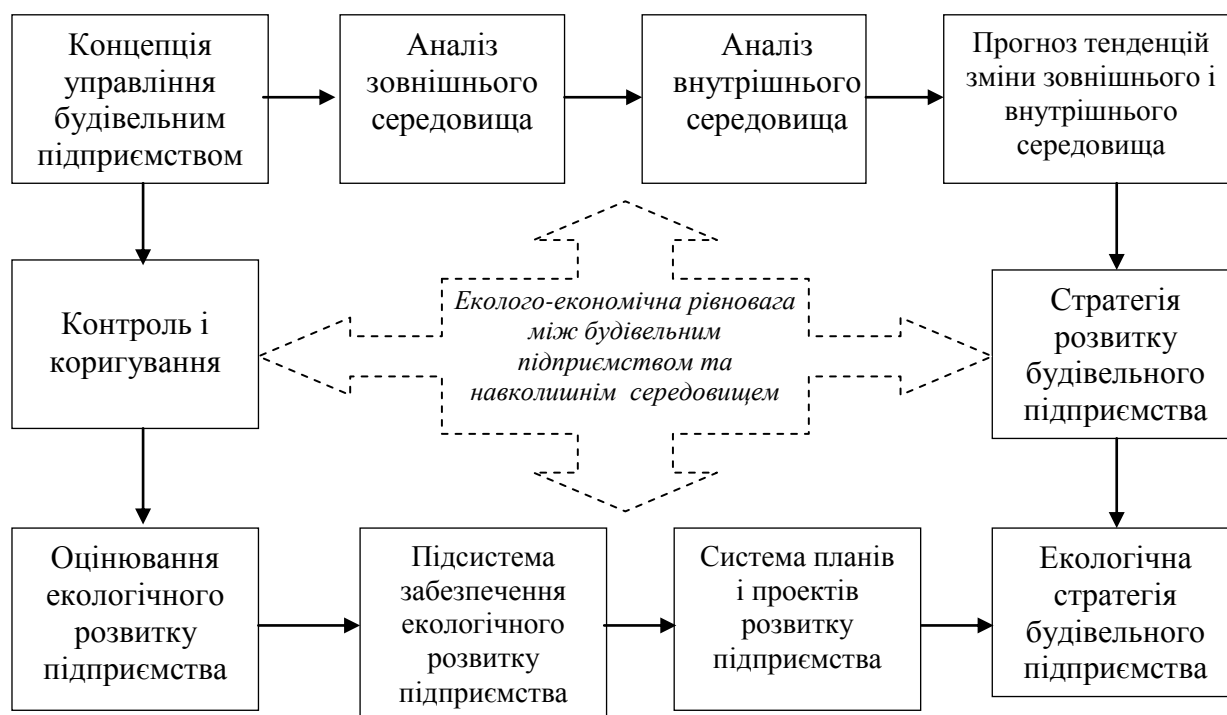 Концепція
управління
будівельним
підприємством
Аналіз
зовнішнього
середовища
Аналіз
внутрішнього
середовища
Прогноз тенденцій
зміни зовнішнього і
внутрішнього
середовища
Контроль і
коригування
Еколого-економічна рівновага
між будівельним
підприємством та
навколишнім середовищем
Стратегія
розвитку
будівельного
підприємства
Оцінювання
екологічного
розвитку
підприємства
Підсистема
забезпечення
екологічного
розвитку
підприємства
Система планів
і проектів
розвитку
підприємства
Екологічна
стратегія
будівельного
підприємства